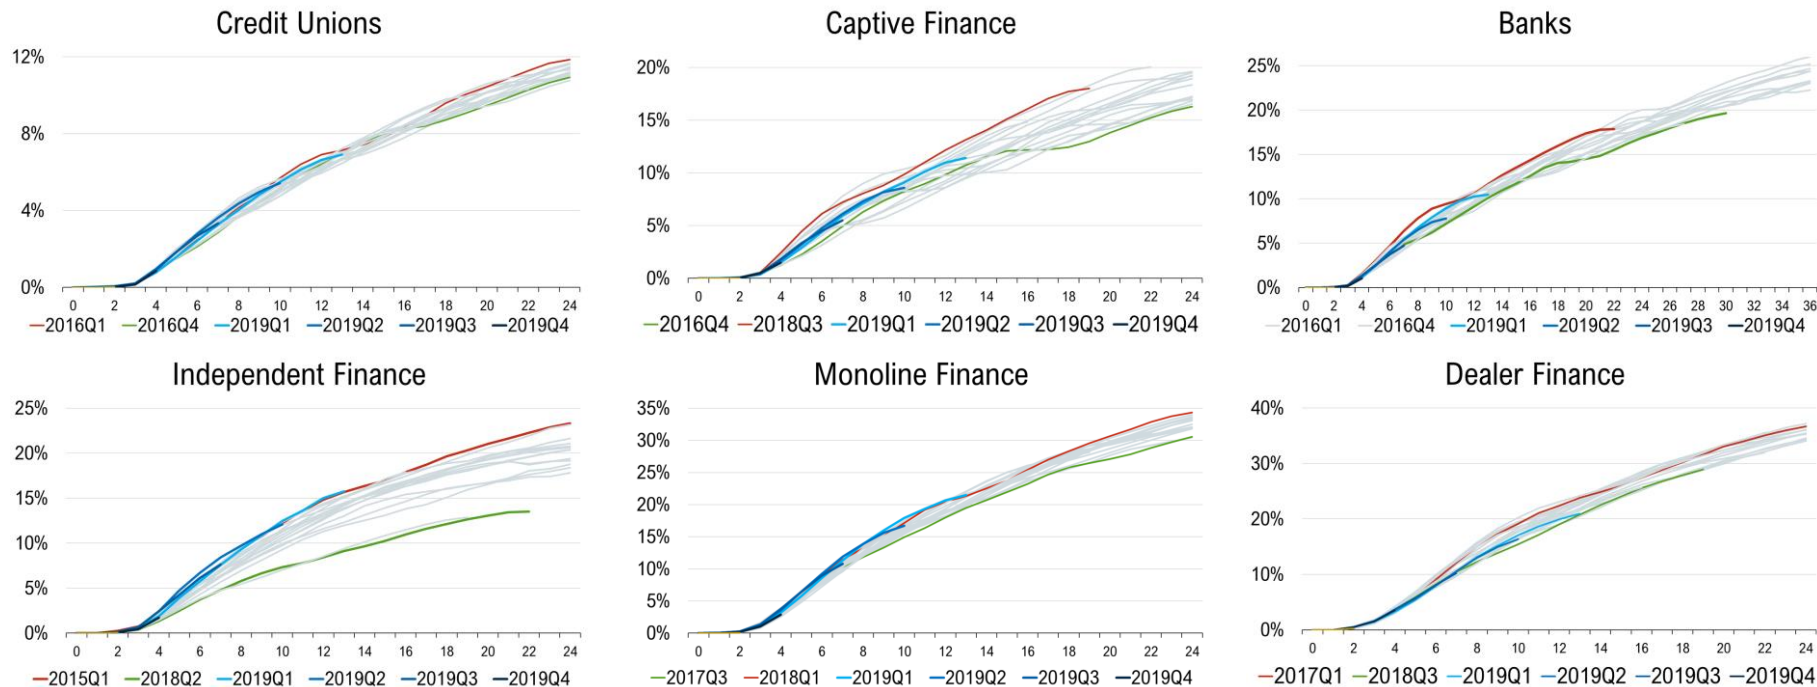 Credit Unions
12%
8%
4%
0%
0 2 4 6 8 10 12 14 16 18 20 22 24
2016Q1 2016Q4 2019Q1 2019Q2 2019Q3 2019Q4
Captive Finance
20%
15%
10%
5%
0%
0 2 4 6 8 10 12 14 16 18 20 22 24
2016Q4 2018Q3 2019Q1 2019Q2 2019Q3 2019Q4
Banks
25%
20%
15%
10%
5%
0%
0 2 4 6 8 10 12 14 16 18 20 22 24 26 28 30 32 34 36
2016Q1 2016Q4 2019Q1 2019Q2 2019Q3 2019Q4
Independent Finance
25%
20%
15%
10%
5%
0%
0 2 4 6 8 10 12 14 16 18 20 22 24
2015Q1 2018Q2 2019Q1 2019Q2 2019Q3 2019Q4
Monoline Finance
35%
30%
25%
20%
15%
10%
5%
0%
0 2 4 6 8 10 12 14 16 18 20 22 24
2017Q3 2018Q1 2019Q1 2019Q2 2019Q3 2019Q4
Dealer Finance
40%
30%
20%
10%
0%
0 2 4 6 8 10 12 14 16 18 20 22 24
2017Q1 2018Q3 2019Q1 2019Q2 2019Q3 2019Q4